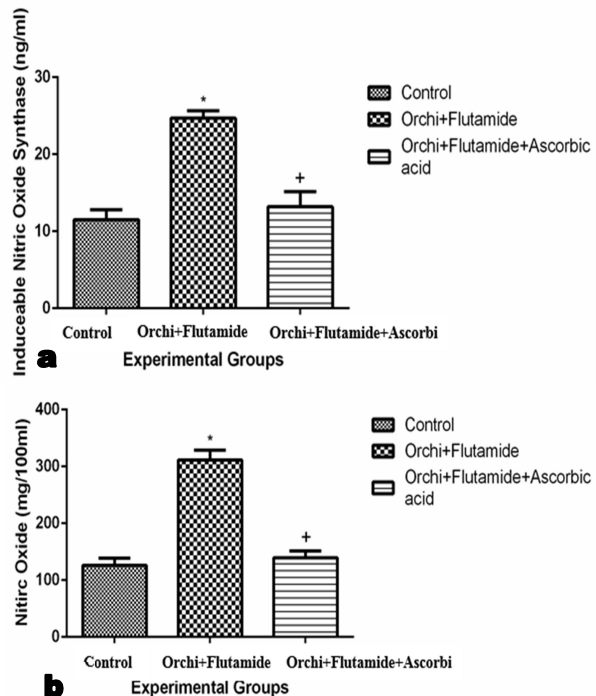 Induceable Nitric Oxide Synthase (ng/ml)
30
20
10
0
*
+
Control
Orchi+Flutamide
Orchi+Flutamide+Ascorbic
acid
Control Orchi+Flutamide Orchi+Flutamide+Ascorbi
Experimental Groups
a
Nitirc Oxide (mg/100ml)
400
300
200
100
0
*
+
Control
Orchi+Flutamide
Orchi+Flutamide+Ascorbic
acid
Control Orchi+Flutamide Orchi+Flutamide+Ascorbi
Experimental Groups
b